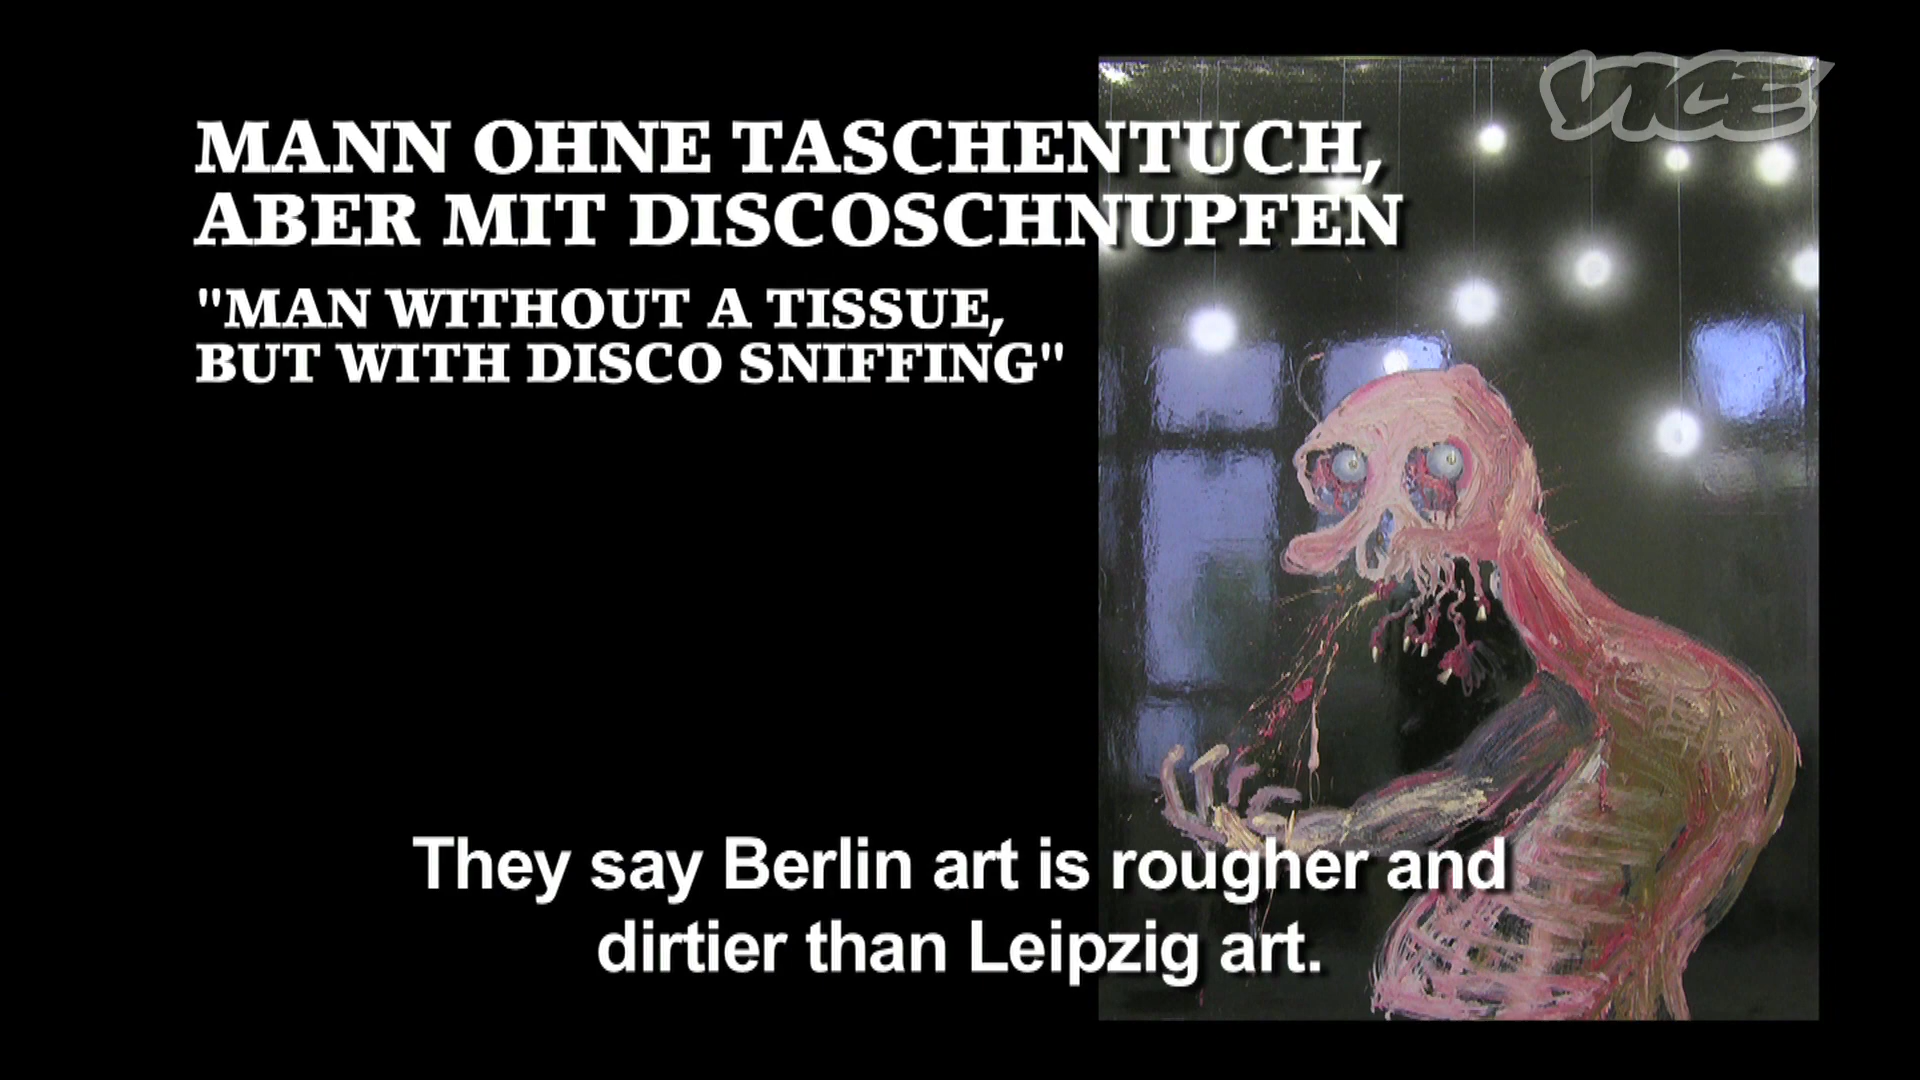 VICE
MANN OHNE TASCHENTUCH,
ABER MIT DISCOSCHNUPFEN
"MAN WITHOUT A TISSUE,
BUT WITH DISCO SNIFFING"
They say Berlin art is rougher and
dirtier than Leipzig art.